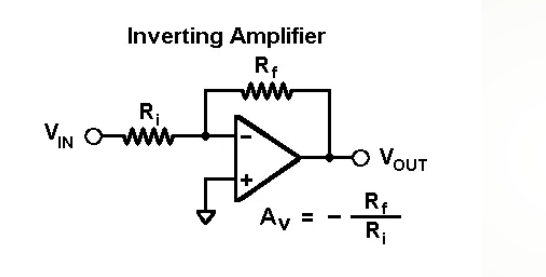 Inverting Amplifier
Rf
Ri
VIN
−
+
VOUT
AV = − Rf
Ri